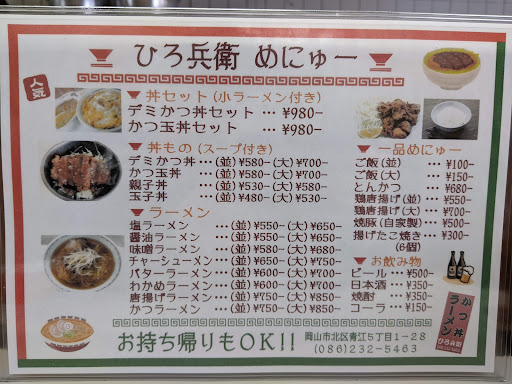 ひろ兵衛 めにゅー
人気
▼丼セット(小ラーメン付き)
デミかつ丼セット … ¥980-
かつ玉丼セット … ¥980-
▼丼もの(スープ付き)
デミかつ丼…(並)¥580-(大)¥700-
かつ玉丼 …(並)¥580-(大)¥700-
親子丼 …(並)¥530-(大)¥580-
玉子丼 …(並)¥480-(大)¥530-
▼ラーメン
塩ラーメン …(並)¥550-(大)¥650-
醤油ラーメン …(並)¥550-(大)¥650-
味噌ラーメン …(並)¥580-(大)¥680-
チャーシューメン …(並)¥750-(大)¥850-
バターラーメン …(並)¥600-(大)¥700-
わかめラーメン …(並)¥600-(大)¥700-
唐揚げラーメン …(並)¥750-(大)¥850-
かつラーメン …(並)¥750-(大)¥850-
▼一品めにゅー
ご飯(並) … ¥100-
ご飯(大) … ¥150-
とんかつ … ¥680-
鶏唐揚げ(並) … ¥550-
鶏唐揚げ(大) … ¥700-
焼豚(自家製) … ¥500-
揚げたこ焼き … ¥300-
(6個)
▼お飲み物
ビール … ¥500-
日本酒 … ¥350-
焼酎 … ¥350-
コーラ … ¥150-
かつ丼
ラーメン
ひろ兵衛
お持ち帰りもOK!!
岡山市北区青江5丁目1-28
(086)232-5463